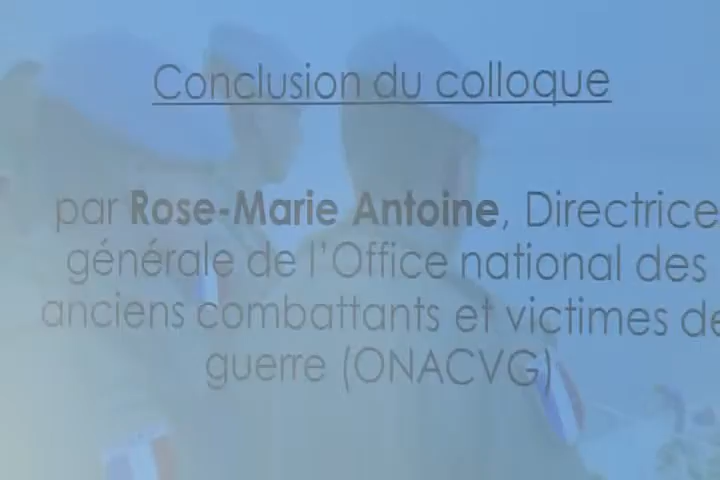 Conclusion du colloque
par Rose-Marie Antoine, Directrice
générale de l'Office national des
anciens combattants et victimes de
guerre (ONACVG)